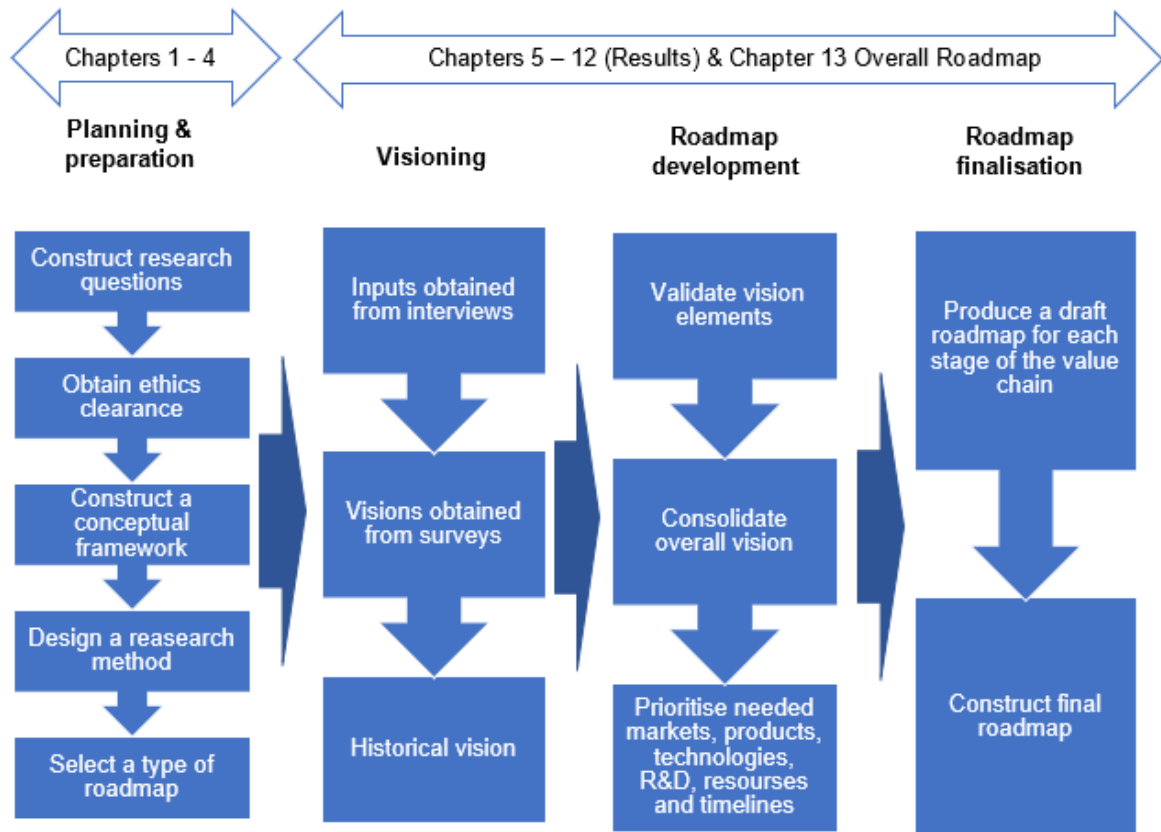 Chapters 1 - 4
Chapters 5 – 12 (Results) & Chapter 13 Overall Roadmap
Planning &
preparation
Visioning
Roadmap
development
Roadmap
finalisation
Construct research
questions
Obtain ethics
clearance
Construct a
conceptual
framework
Design a reasearch
method
Select a type of
roadmap
Inputs obtained
from interviews
Visions obtained
from surveys
Historical vision
Validate vision
elements
Consolidate
overall vision
Prioritise needed
markets, products,
technologies,
R&D, resourses
and timelines
Produce a draft
roadmap for each
stage of the value
chain
Construct final
roadmap